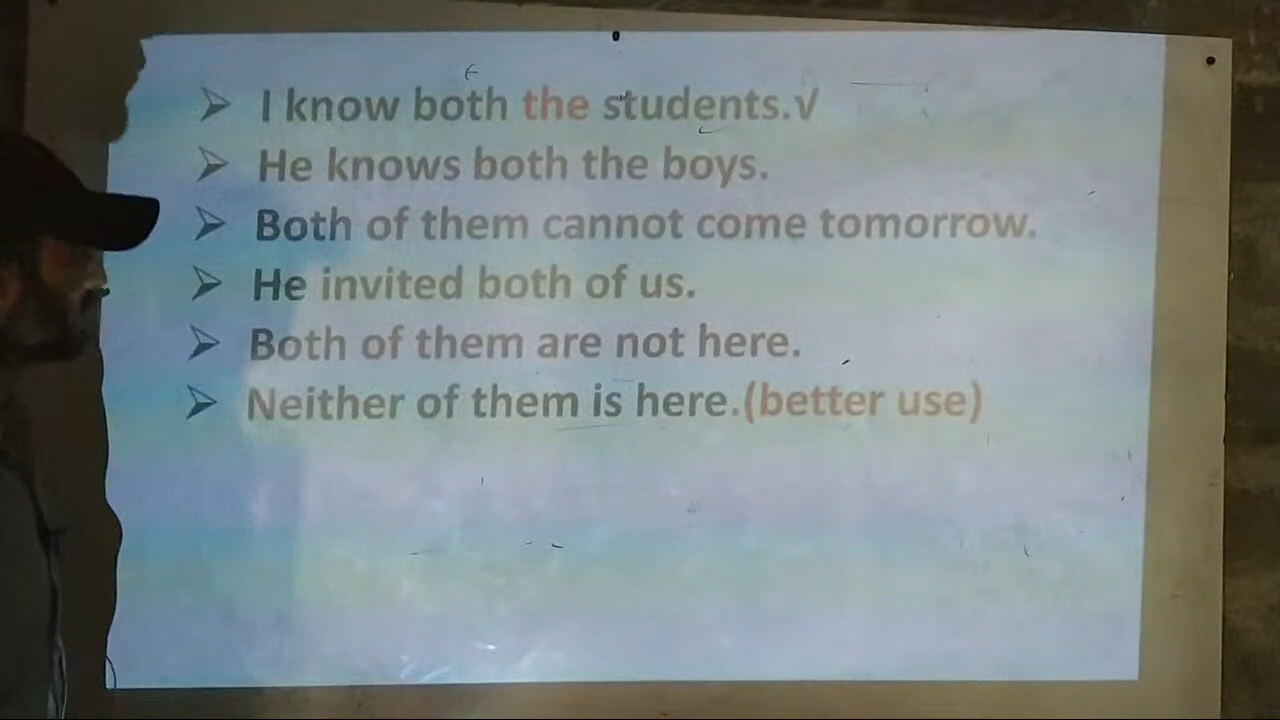 ➢ I know both the students.√
➢ He knows both the boys.
➢ Both of them cannot come tomorrow.
➢ He invited both of us.
➢ Both of them are not here.
➢ Neither of them is here.(better use)